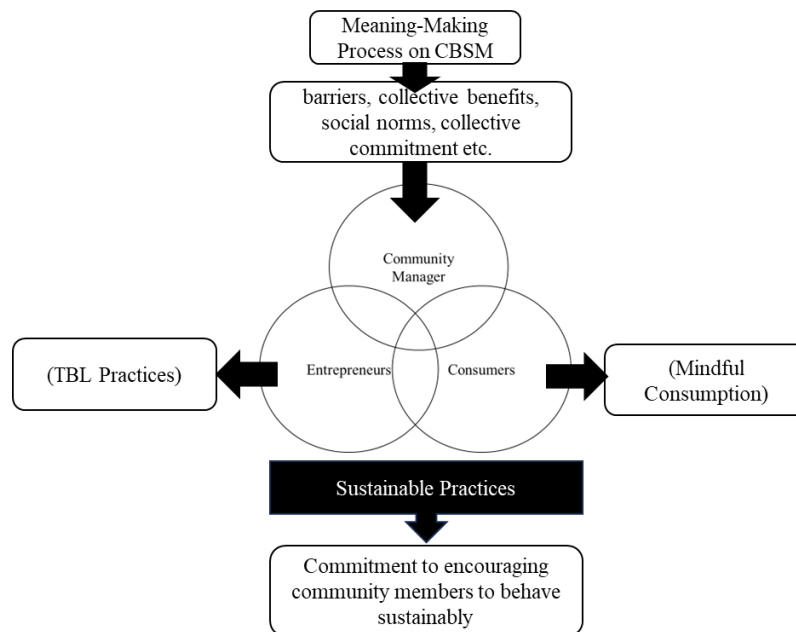 Meaning-Making
Process on CBSM
barriers, collective benefits,
social norms, collective
commitment etc.
Community
Manager
(TBL Practices)
Entrepreneurs
Consumers
(Mindful
Consumption)
Sustainable Practices
Commitment to encouraging
community members to behave
sustainably